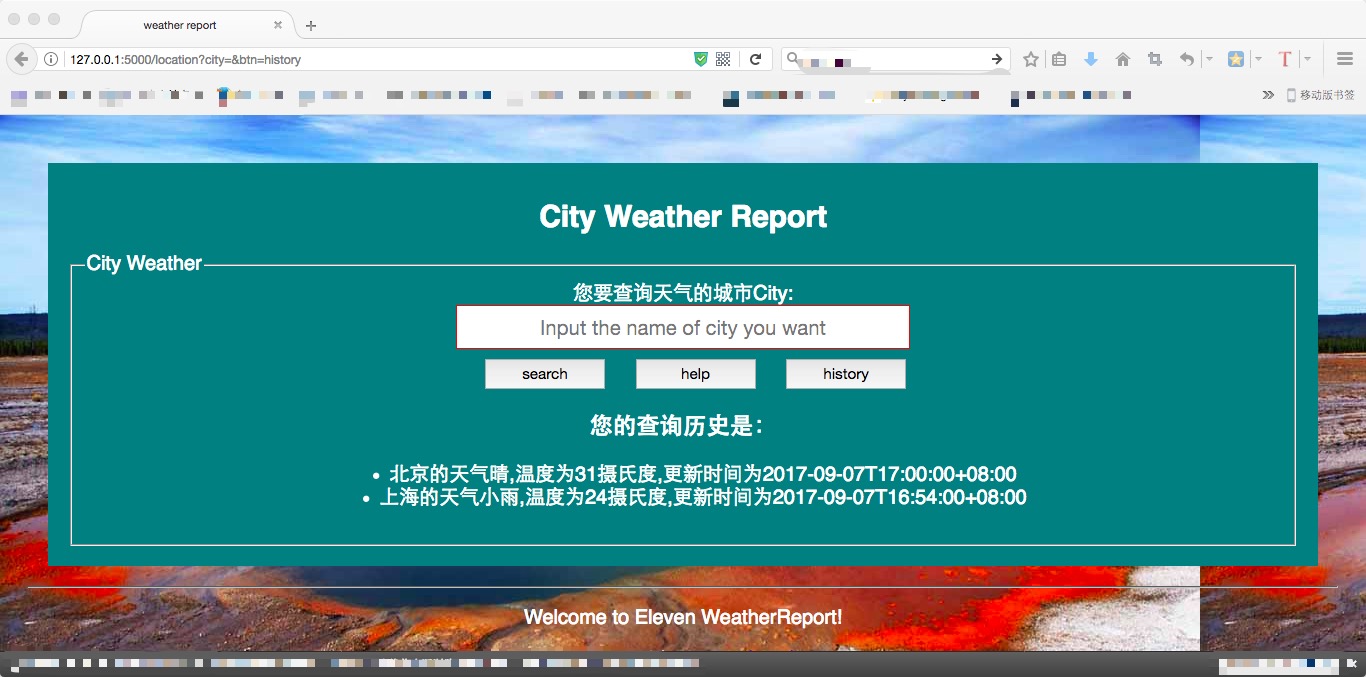 weather report
127.0.0.1:5000/location?city=&btn=history
移动版书签
City Weather Report
City Weather
您要查询天气的城市City:
Input the name of city you want
search help history
您的查询历史是：
北京的天气晴,温度为31摄氏度,更新时间为2017-09-07T17:00:00+08:00
上海的天气小雨,温度为24摄氏度,更新时间为2017-09-07T16:54:00+08:00
Welcome to Eleven WeatherReport!